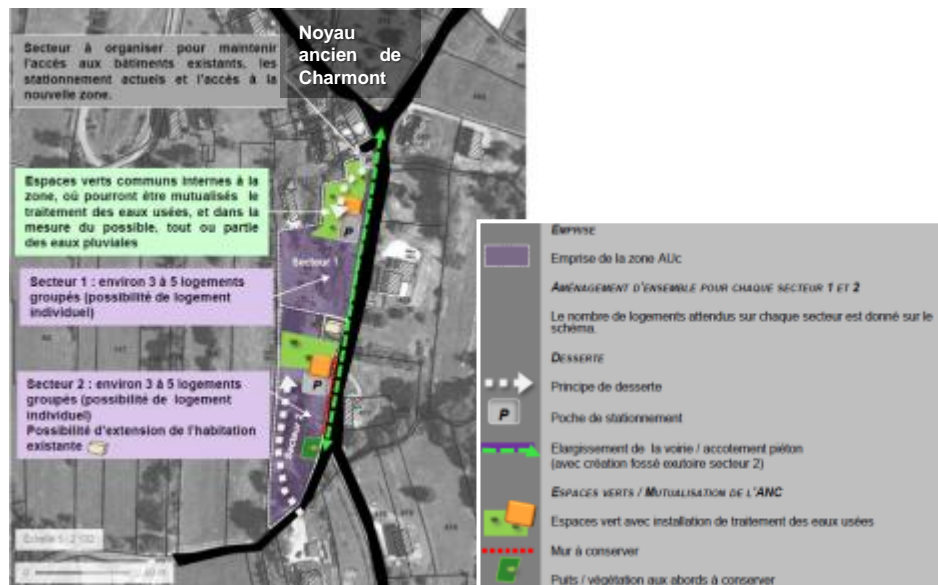 Noyau
ancien de
Charmont
Secteur à organiser pour maintenir
l'accès aux bâtiments existants, les
stationnement actuels et l'accès à la
nouvelle zone.
Espaces verts communs internes à la
zone, où pourront être mutualisés le
traitement des eaux usées, et dans la
mesure du possible, tout ou partie
des eaux pluviales
P
Secteur 1
Secteur 1 : environ 3 à 5 logements
groupés (possibilité de logement
individuel)
P
Secteur 2 : environ 3 à 5 logements
groupés (possibilité de logement
individuel)
Possibilité d'extension de l'habitation
existante
Secteur 2
EMPRISE
Emprise de la zone AUc
AMÉNAGEMENT D'ENSEMBLE POUR CHAQUE SECTEUR 1 ET 2
Le nombre de logements attendus sur chaque secteur est donné sur le
schéma.
DESSERTE
Principe de desserte
P
Poche de stationnement
Elargissement de la voirie / accotement piéton
(avec création fossé exutoire secteur 2)
ESPACES VERTS / MUTUALISATION DE L'ANC
Espaces vert avec installation de traitement des eaux usées
Mur à conserver
Puits / végétation aux abords à conserver